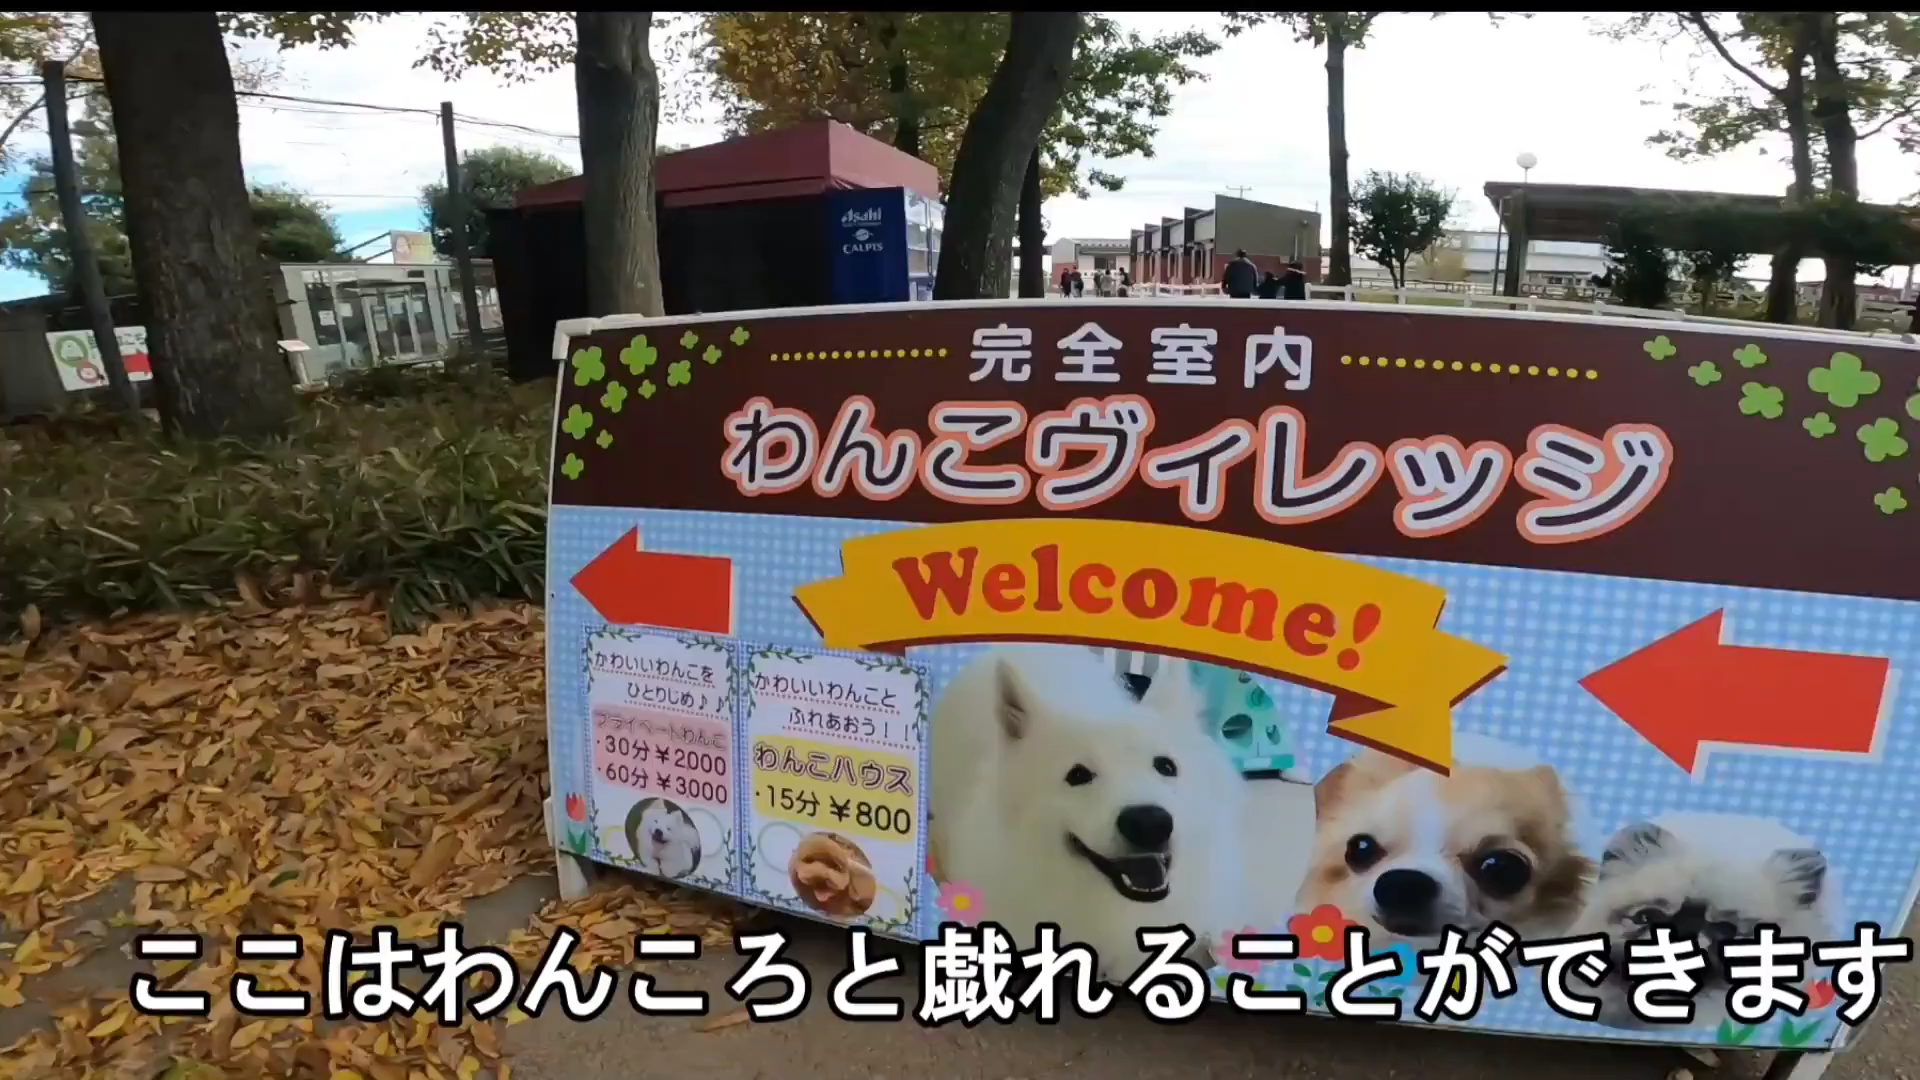 Asahi
CALPIS
完全室内
わんこヴィレッジ
Welcome!
かわいいわんこを
ひとりじめ♪♪
プライベートわんこ
・30分 ¥2000
・60分 ¥3000
かわいいわんこと
ふれあおう！！
わんこハウス
・15分 ¥800
ここはわんころと戯れることができます